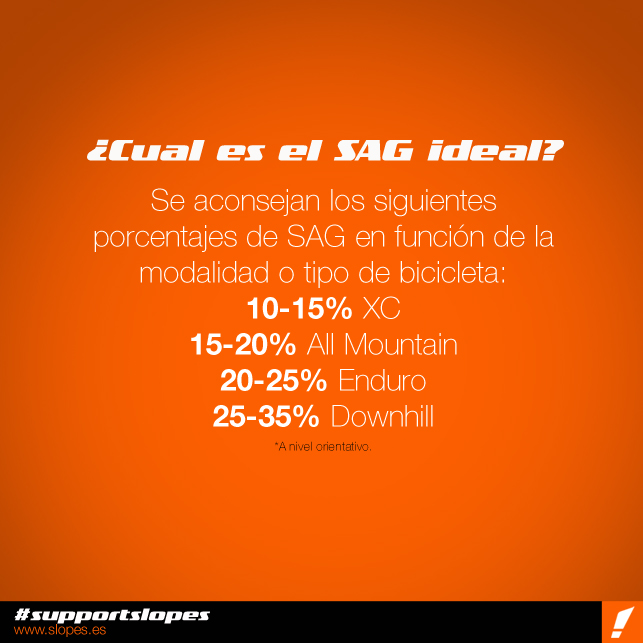 ¿Cual es el SAG ideal?
Se aconsejan los siguientes
porcentajes de SAG en función de la
modalidad o tipo de bicicleta:
10-15% XC
15-20% All Mountain
20-25% Enduro
25-35% Downhill
*A nivel orientativo.
#supportslopes
www.slopes.es